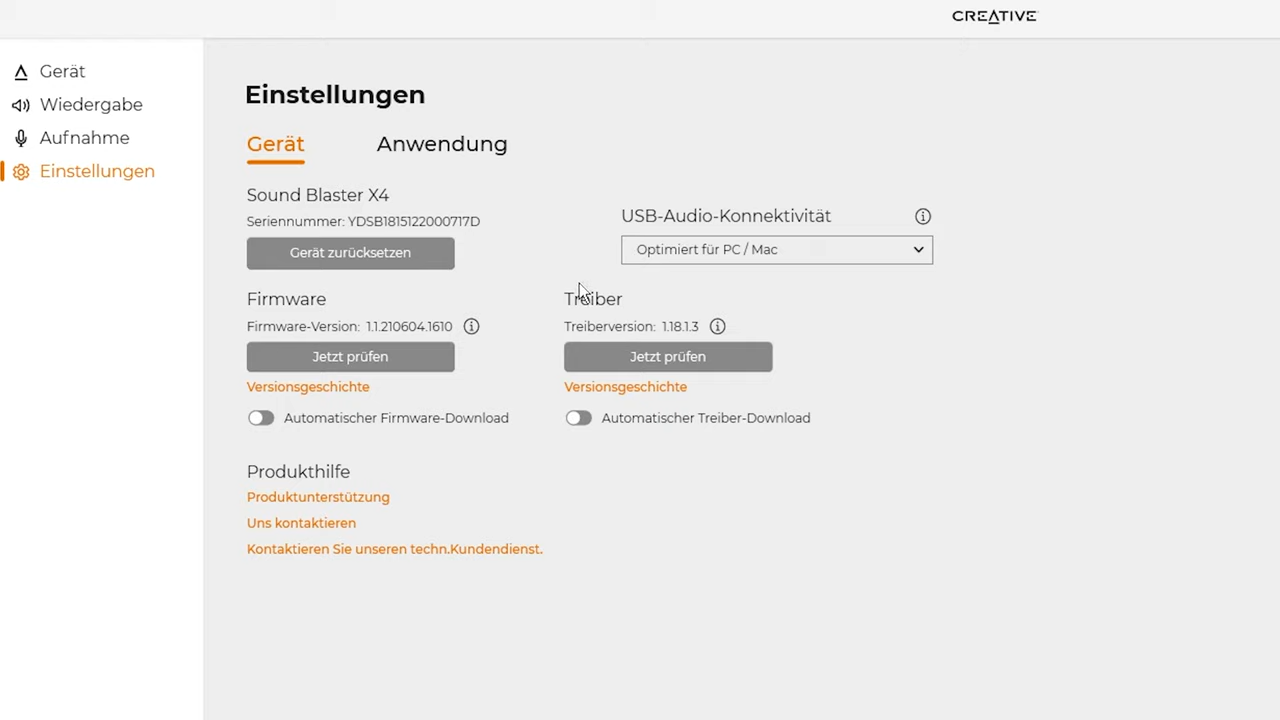 CREATIVE
Gerät
Wiedergabe
Aufnahme
Einstellungen
Einstellungen
Gerät Anwendung
Sound Blaster X4
Seriennummer: YDSB1815122000717D
Gerät zurücksetzen
USB-Audio-Konnektivität
Optimiert für PC / Mac
Firmware
Firmware-Version: 1.1.210604.1610
Jetzt prüfen
Versionsgeschichte
Automatischer Firmware-Download
Treiber
Treiberversion: 1.18.1.3
Jetzt prüfen
Versionsgeschichte
Automatischer Treiber-Download
Produkthilfe
Produktunterstützung
Uns kontaktieren
Kontaktieren Sie unseren techn.Kundendienst.